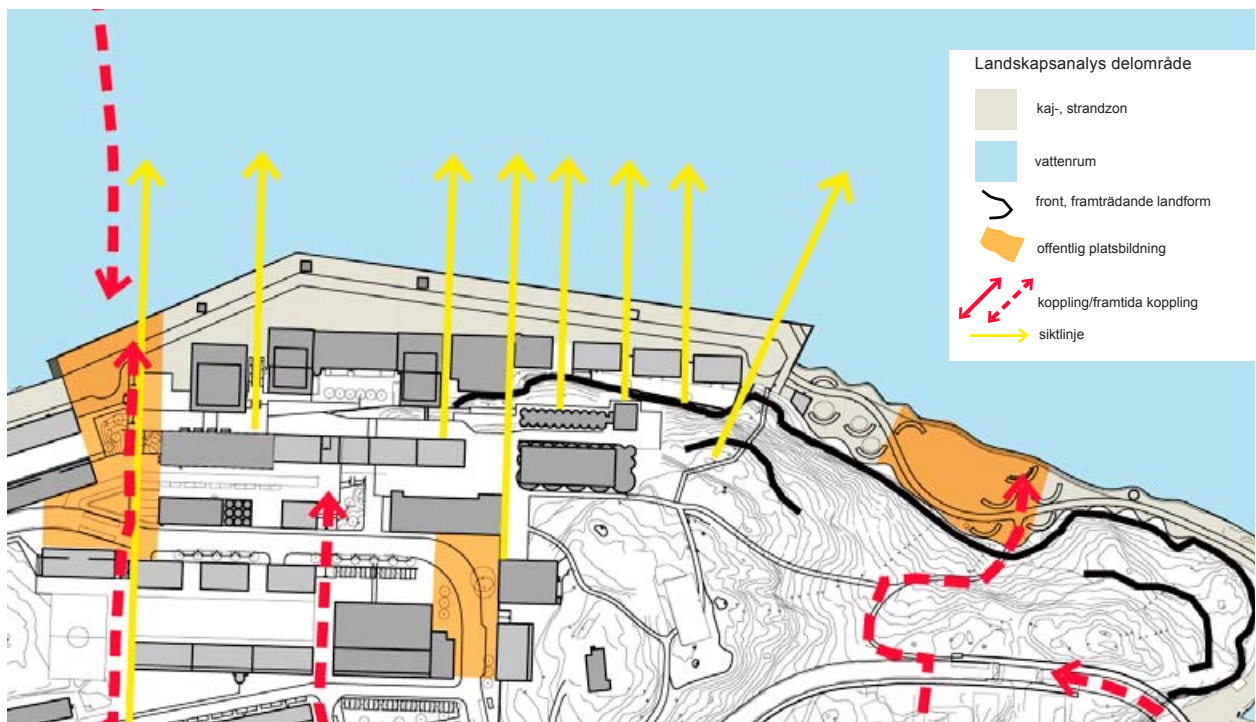 Landskapsanalys delområde
kaj-, strandzon
vattenrum
front, framträdande landform
offentlig platsbildning
koppling/framtida koppling
siktlinje